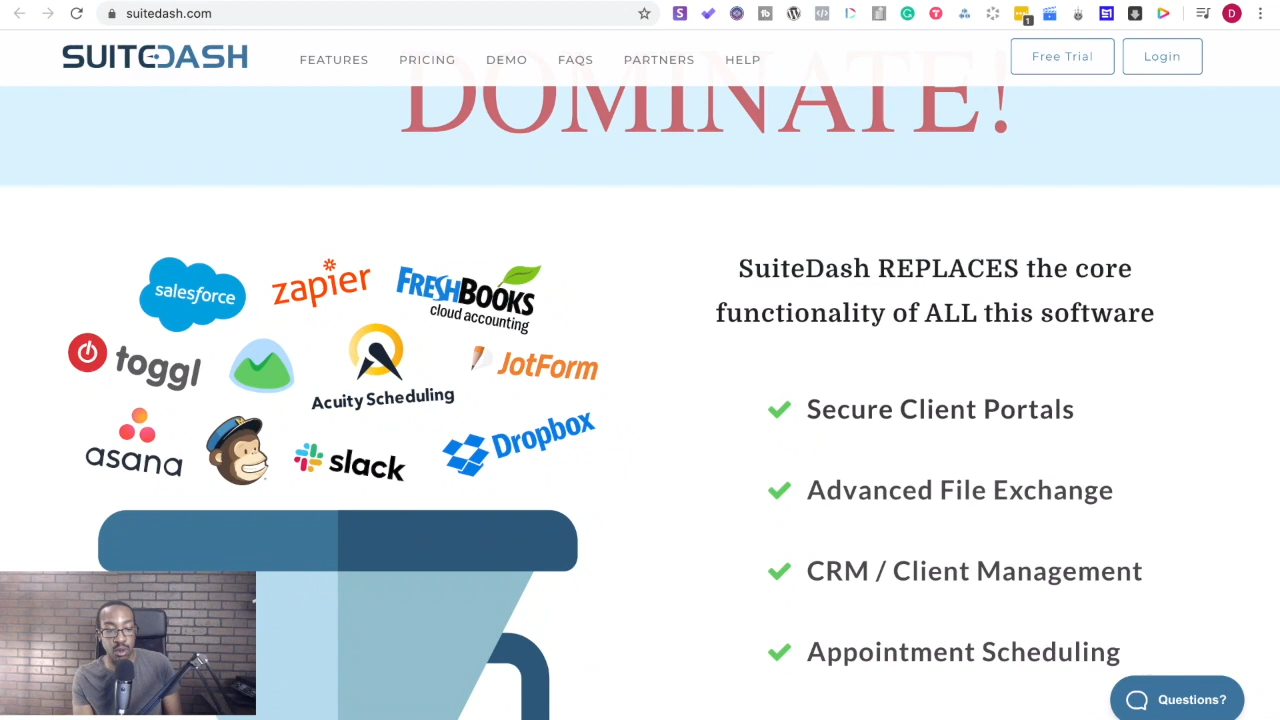 suitedash.com
SUITEDASH
FEATURES
PRICING
DEMO
FAQS
PARTNERS
HELP
Free Trial
Login
DOMINATE!
salesforce
zapier
FRESHBOOKS
cloud accounting
toggl
Acuity Scheduling
JotForm
asana
slack
Dropbox
SuiteDash REPLACES the core
functionality of ALL this software
Secure Client Portals
Advanced File Exchange
CRM / Client Management
Appointment Scheduling
Questions?